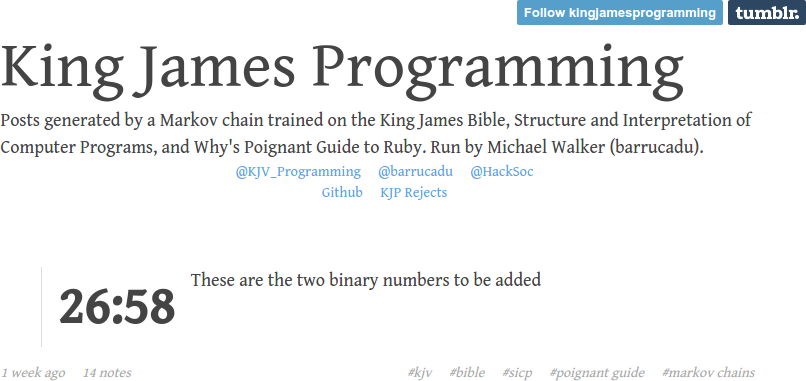 Follow kingjamesprogramming tumblr.
King James Programming
Posts generated by a Markov chain trained on the King James Bible, Structure and Interpretation of
Computer Programs, and Why's Poignant Guide to Ruby. Run by Michael Walker (barrucadu).
@KJV_Programming @barrucadu @HackSoc
Github KJP Rejects
26:58 These are the two binary numbers to be added
1 week ago 14 notes #kjv #bible #sicp #poignant guide #markov chains